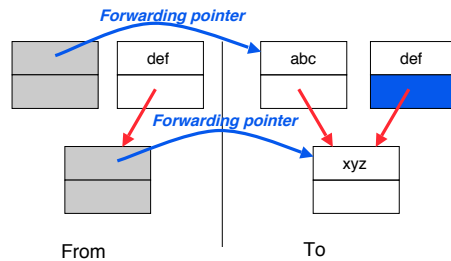 Forwarding pointer
def
abc
def
Forwarding pointer
xyz
From
To